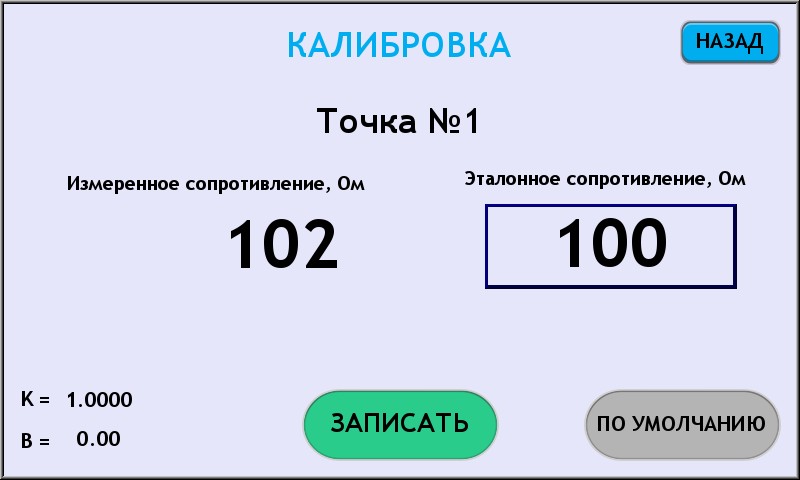 КАЛИБРОВКА
НАЗАД
Точка №1
Измеренное сопротивление, Ом
Эталонное сопротивление, Ом
102
100
K = 1.0000
B = 0.00
ЗАПИСАТЬ
ПО УМОЛЧАНИЮ